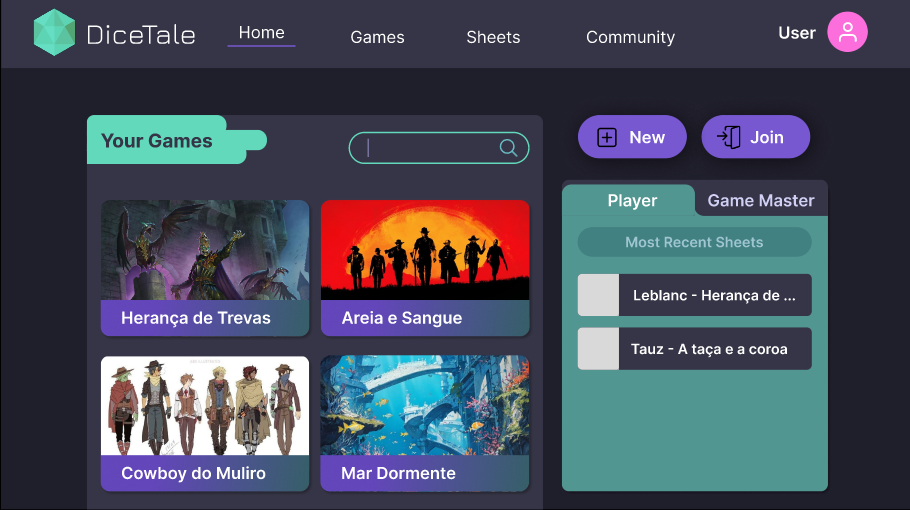 DiceTale
Home
Games
Sheets
Community
User
Your Games
New
Join
Player
Game Master
Most Recent Sheets
Leblanc - Herança de ...
Tauz - A taça e a coroa
Herança de Trevas
Areia e Sangue
Cowboy do Muliro
Mar Dormente